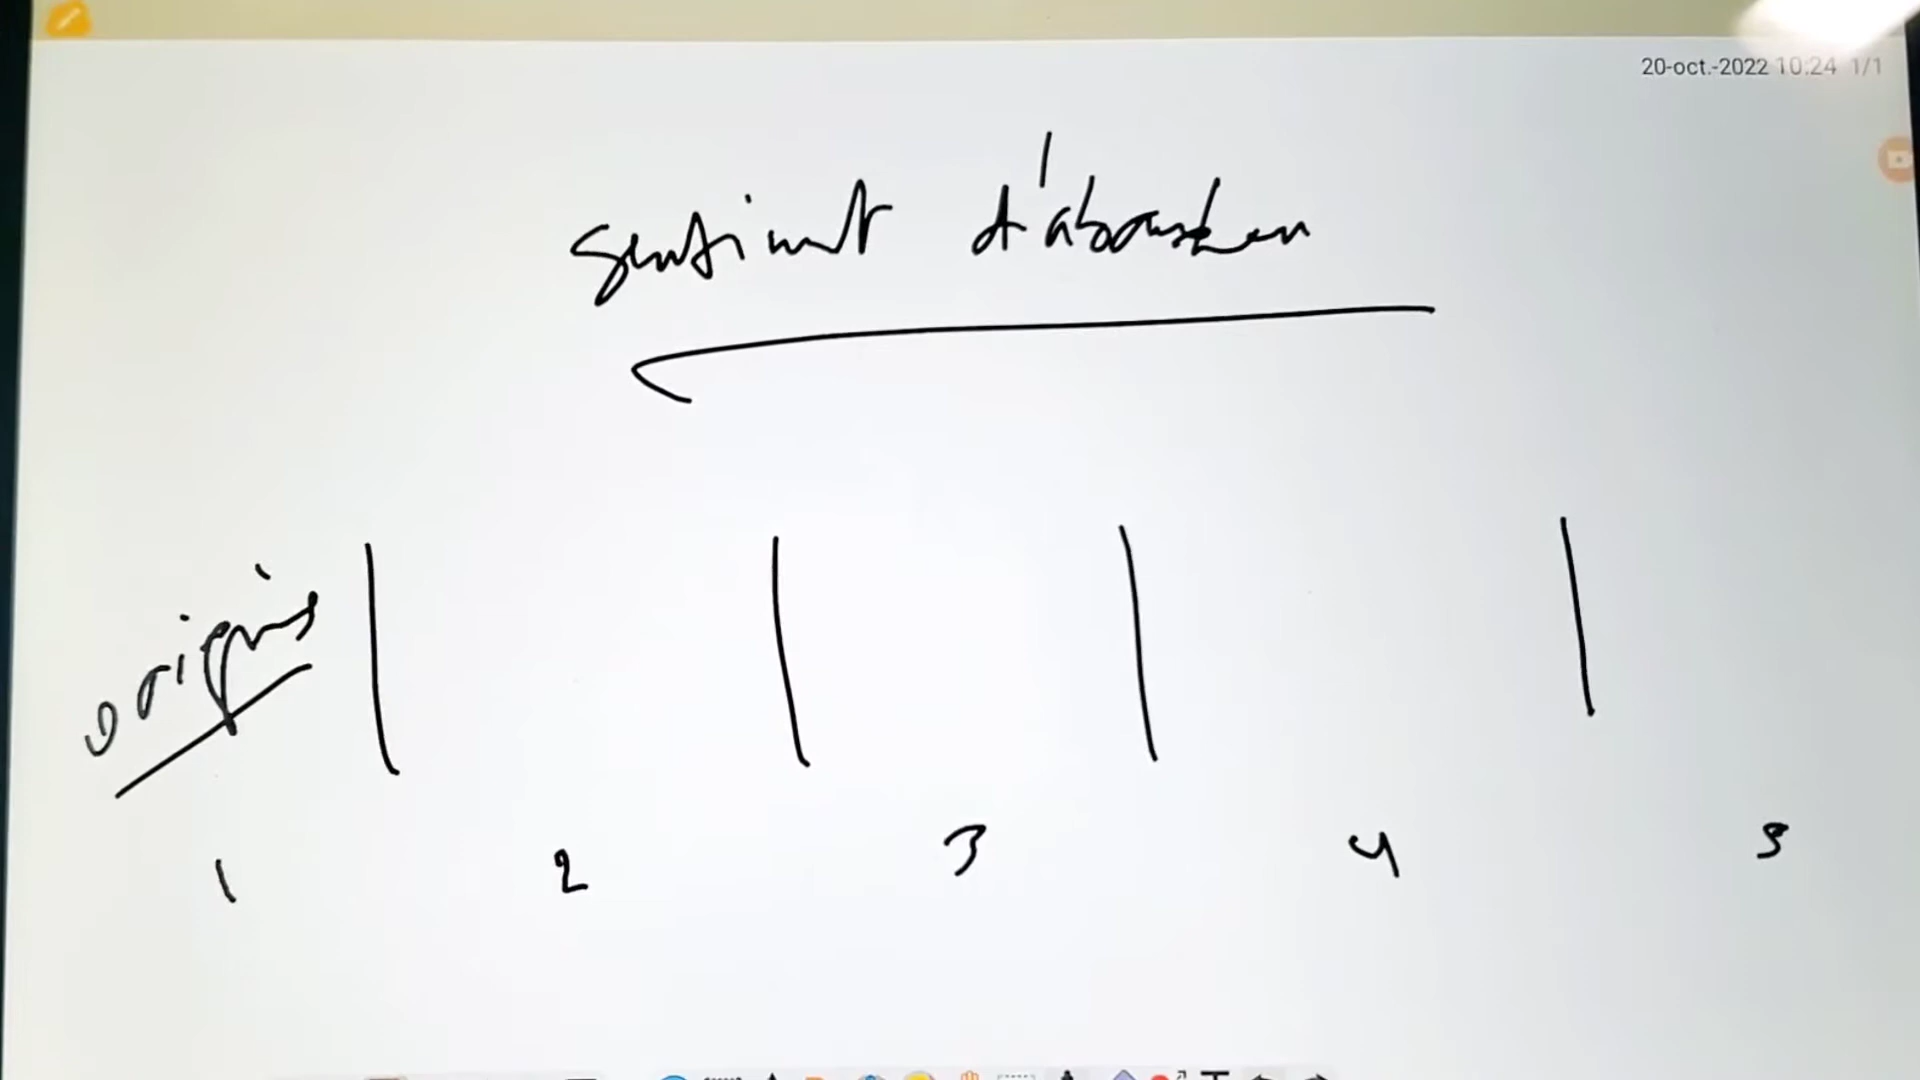 20-oct.-2022 10:24 1/1
sentiment d'abandon
origines
1 2 3 4 5